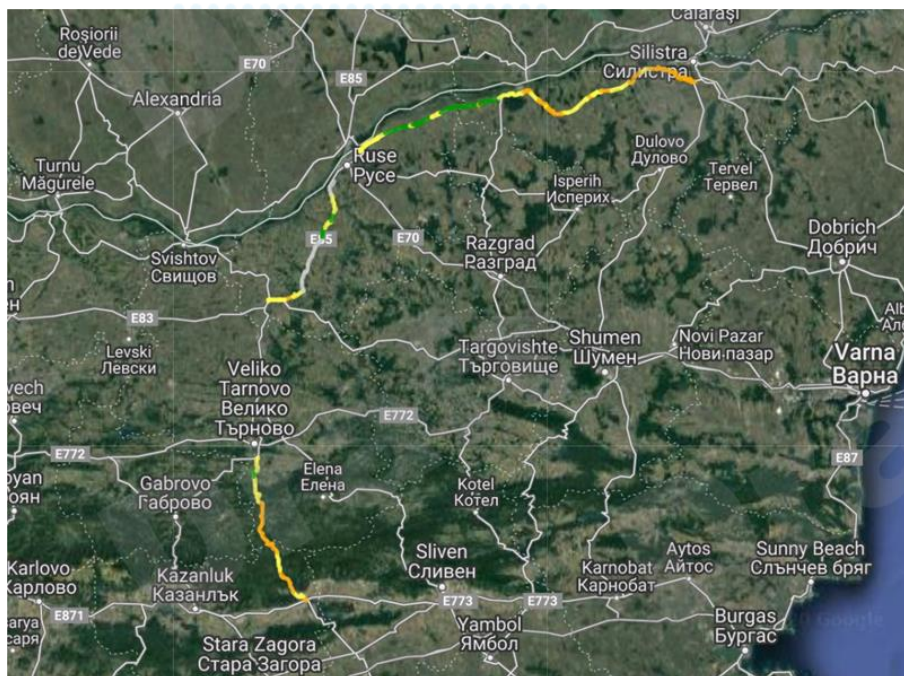 Călărași
Roșiorii
de Vede
E70
E85
Silistra
Силистра
Alexandria
Turnu
Măgurele
Ruse
Русе
Dulovo
Дулово
Tervel
Тервел
Isperih
Исперих
Svishtov
Свищов
E70
Razgrad
Разград
Dobrich
Добрич
E83
Levski
Левски
Targovishte
Търговище
Shumen
Шумен
Novi Pazar
Нови пазар
Varna
Варна
Veliko
Tarnovo
Велико
Търново
E772
E772
Elena
Елена
Gabrovo
Габрово
Kotel
Котел
E87
Karlovo
Карлово
Kazanluk
Казанлък
Sliven
Сливен
Karnobat
Карнобат
Aytos
Айтос
Sunny Beach
Слънчев бряг
E871
E773
E773
Stara Zagora
Стара Загора
Yambol
Ямбол
Burgas
Бургас
Google